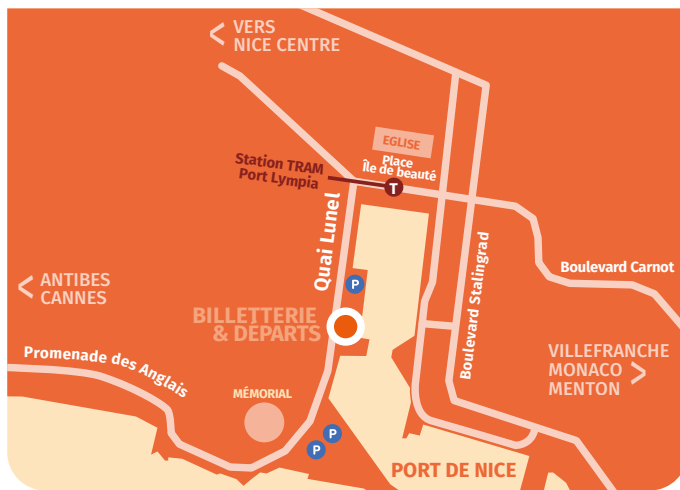 VERS
NICE CENTRE
EGLISE
Place
île de beauté
Station TRAM
Port Lympia
T
Quai Lunel
P
Boulevard Stalingrad
Boulevard Carnot
ANTIBES
CANNES
BILLETTERIE
& DÉPARTS
Promenade des Anglais
VILLEFRANCHE
MONACO
MENTON
MÉMORIAL
P
P
PORT DE NICE